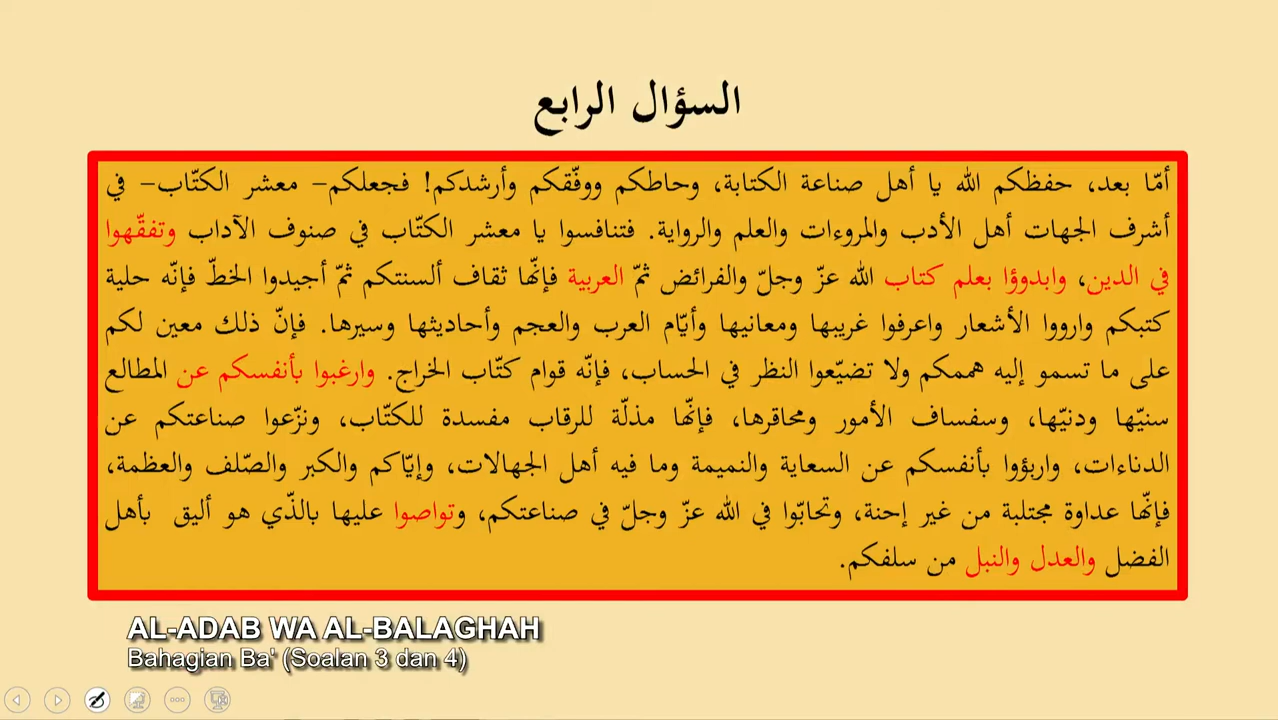 السؤال الرابع
أمّا بعد، حفظكم الله يا أهل صناعة الكتابة، وحاطكم ووفّقكم وأرشدكم! فجعلكم– معشر الكتّاب– في
أشرف الجهات أهل الأدب والمروءات والعلم والرواية. فتنافسوا يا معشر الكتّاب في صنوف الآداب وتفقّهوا
في الدين، وابدوؤا بعلم كتاب الله عزّ وجلّ والفرائض ثمّ العربية فإنّها ثقاف ألسنتكم ثمّ أجيدوا الخطّ فإنّه حلية
كتبكم وارووا الأشعار واعرفوا غريبها ومعانيها وأيّام العرب والعجم وأحاديثها وسيرها. فإنّ ذلك معين لكم
على ما تسمو إليه هممكم ولا تضيّعوا النظر في الحساب، فإنّه قوام كتّاب الخراج. وارغبوا بأنفسكم عن المطالع
سنيّها ودنيّها، وسفساف الأمور ومحاقرها، فإنّها مذلّة للرقاب مفسدة للكتّاب، ونزّعوا صناعتكم عن
الدناءات، واربؤوا بأنفسكم عن السعاية والنميمة وما فيه أهل الجهالات، وإيّاكم والكبر والصّلف والعظمة،
فإنّها عداوة مجتلبة من غير إحنة، وتحابّوا في الله عزّ وجلّ في صناعتكم، وتواصوا عليها بالذّي هو أليق بأهل
الفضل والعدل والنبل من سلفكم.
AL-ADAB WA AL-BALAGHAH
Bahagian Ba' (Soalan 3 dan 4)